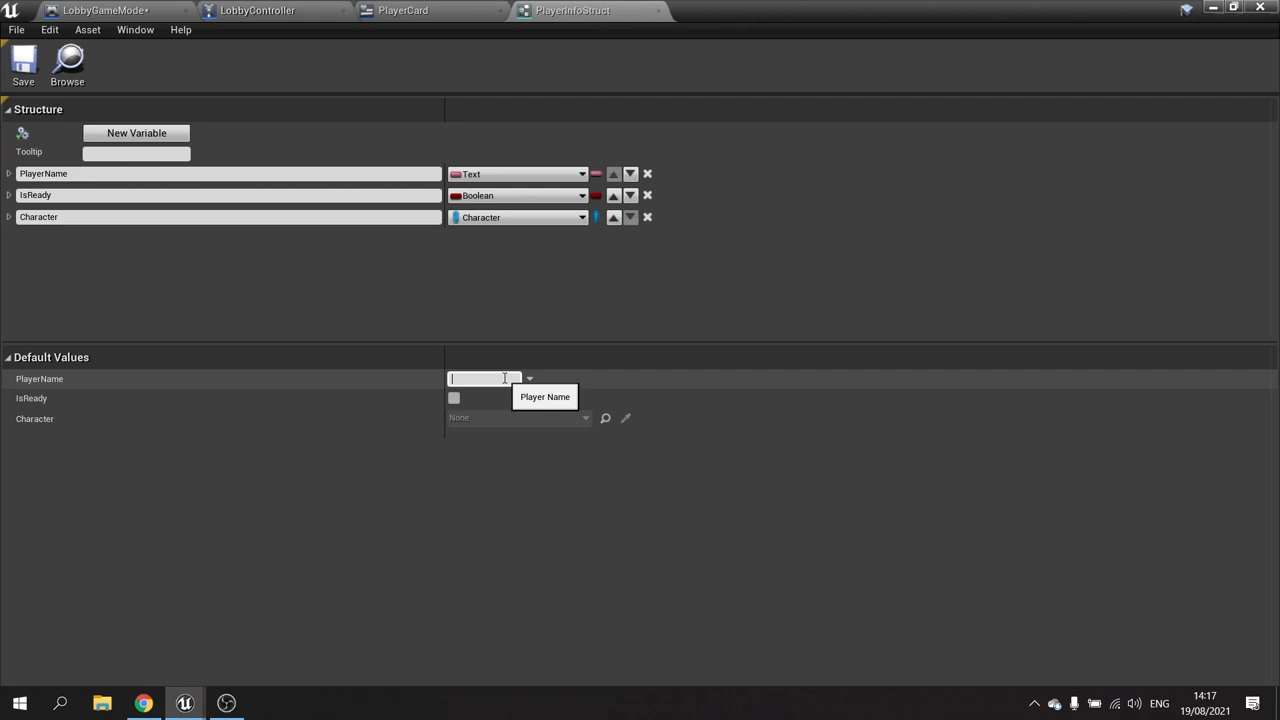 LobbyGameMode*
LobbyController
PlayerCard
PlayerInfoStruct
File Edit Asset Window Help
Save Browse
Structure
New Variable
Tooltip
PlayerName Text
IsReady Boolean
Character Character
Default Values
PlayerName
Player Name
IsReady
Character None
ENG
14:17
19/08/2021